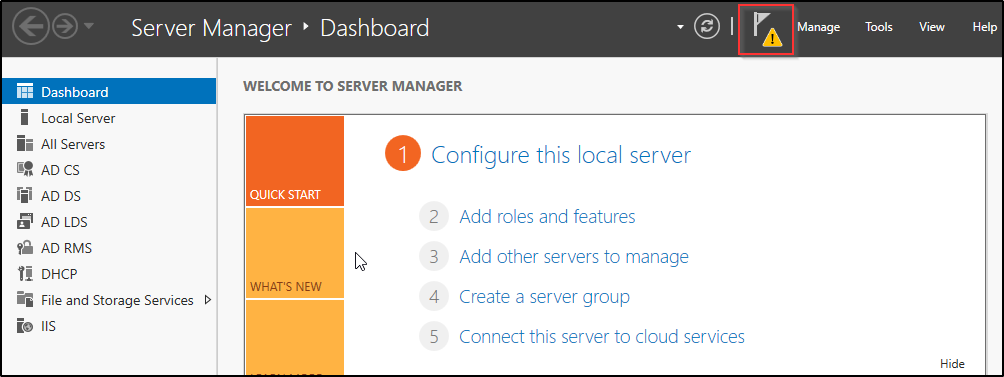 Server Manager ‣ Dashboard
Manage
Tools
View
Help
Dashboard
Local Server
All Servers
AD CS
AD DS
AD LDS
AD RMS
DHCP
File and Storage Services
IIS
WELCOME TO SERVER MANAGER
QUICK START
WHAT'S NEW
1 Configure this local server
2 Add roles and features
3 Add other servers to manage
4 Create a server group
5 Connect this server to cloud services
Hide